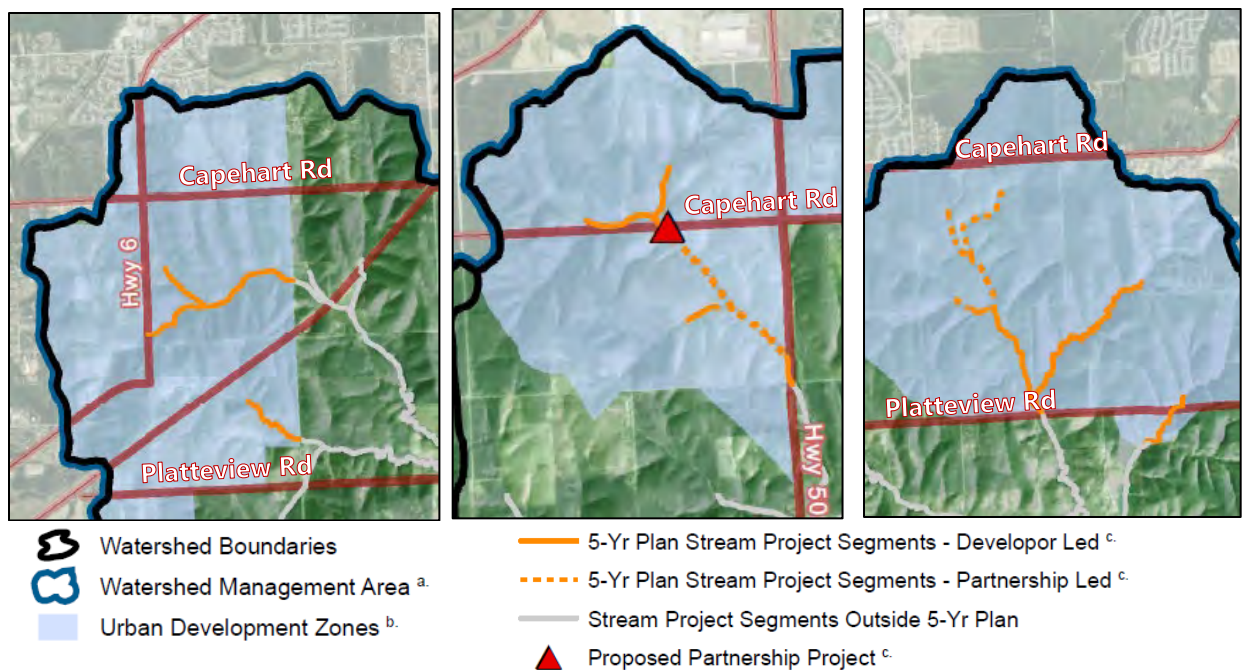 Capehart Rd
Hwy 6
Platteview Rd
Capehart Rd
Hwy 50
Capehart Rd
Platteview Rd
Watershed Boundaries
Watershed Management Area a.
Urban Development Zones b.
5-Yr Plan Stream Project Segments - Developor Led c.
5-Yr Plan Stream Project Segments - Partnership Led c.
Stream Project Segments Outside 5-Yr Plan
Proposed Partnership Project c.